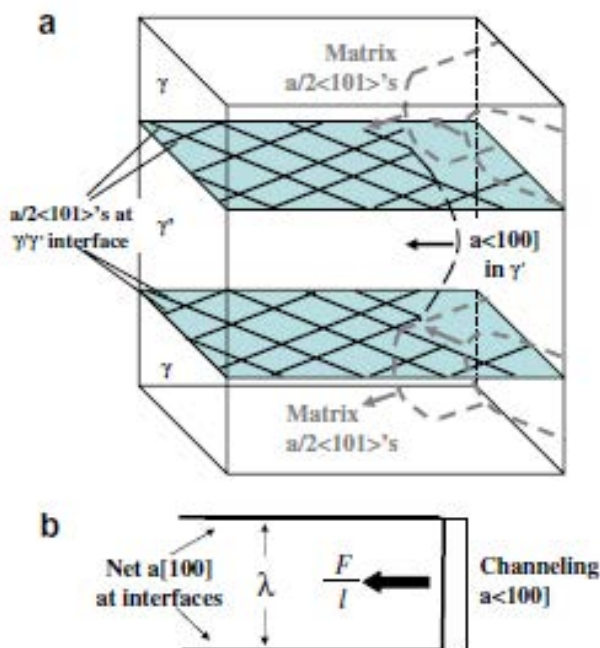 a
γ
Matrix
a/2<101>'s
a/2<101>'s at
γ/γ' interface
γ'
a<100]
in γ'
γ
Matrix
a/2<101>'s
b
Net a[100]
at interfaces
λ
F
l
Channeling
a<100]